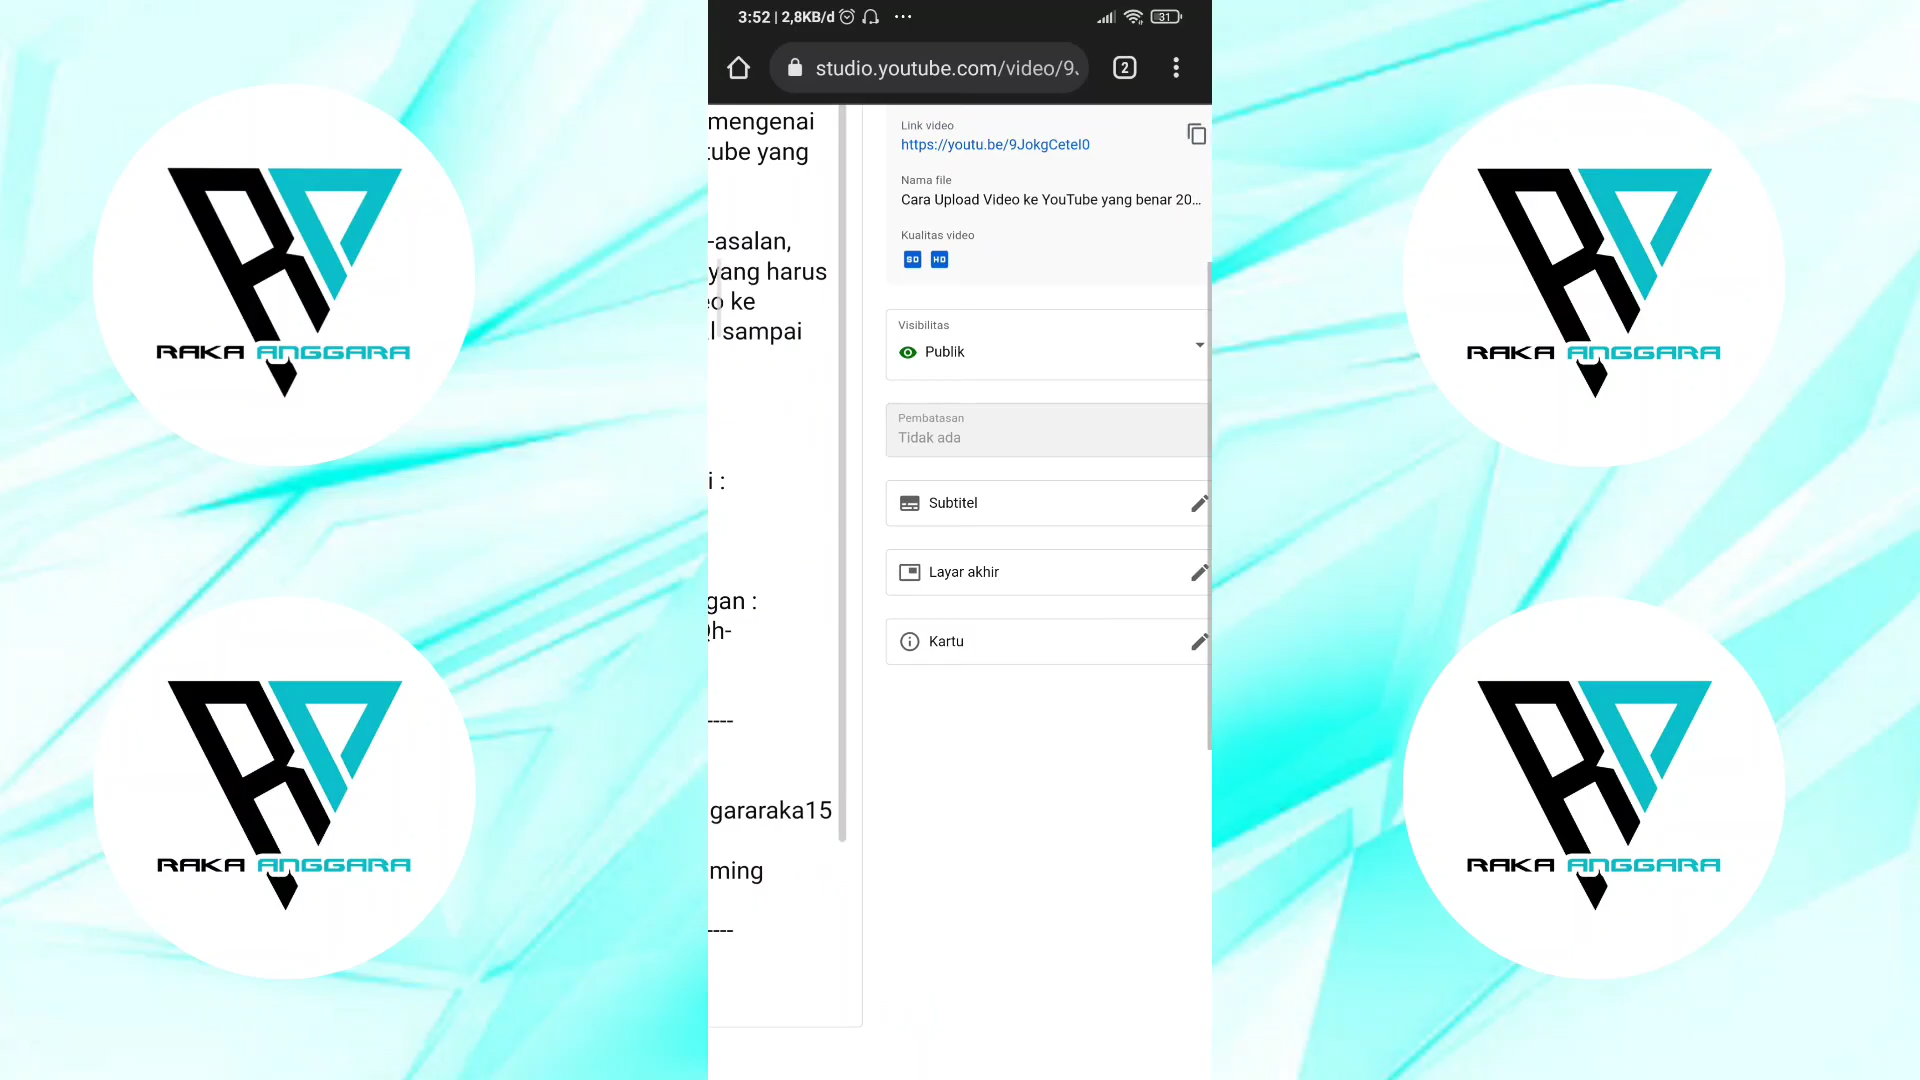 3:52 | 2,8KB/d
31
studio.youtube.com/video/9
2
mengenai
tube yang
-asalan,
yang harus
ke
sampai
i :
gan :
h-
----
gararaka15
ming
----
Link video
https://youtu.be/9JokgCeteI0
Nama file
Cara Upload Video ke YouTube yang benar 20...
Kualitas video
SD HD
Visibilitas
Publik
Pembatasan
Tidak ada
Subtitel
Layar akhir
Kartu
RAKA ANGGARA
RAKA ANGGARA
RAKA ANGGARA
RAKA ANGGARA